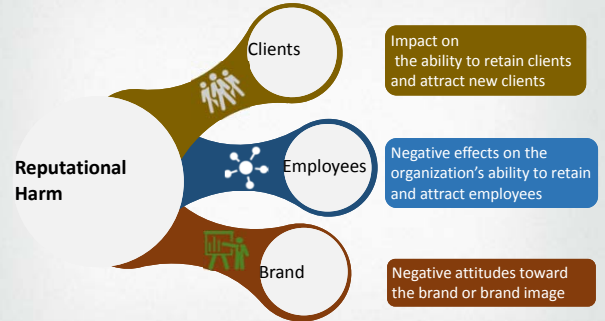 Reputational
Harm
Clients
Impact on
the ability to retain clients
and attract new clients
Employees
Negative effects on the
organization's ability to retain
and attract employees
Brand
Negative attitudes toward
the brand or brand image